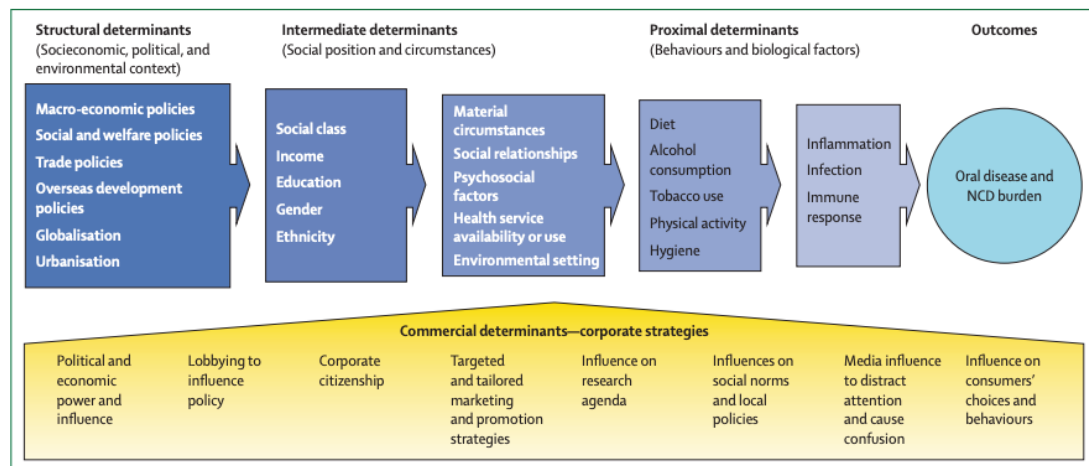 Structural determinants
(Socieconomic, political, and
environmental context)
Intermediate determinants
(Social position and circumstances)
Proximal determinants
(Behaviours and biological factors)
Outcomes
Macro-economic policies
Social and welfare policies
Trade policies
Overseas development
policies
Globalisation
Urbanisation
Social class
Income
Education
Gender
Ethnicity
Material
circumstances
Social relationships
Psychosocial
factors
Health service
availability or use
Environmental setting
Diet
Alcohol
consumption
Tobacco use
Physical activity
Hygiene
Inflammation
Infection
Immune
response
Oral disease and
NCD burden
Commercial determinants—corporate strategies
Political and
economic
power and
influence
Lobbying to
influence
policy
Corporate
citizenship
Targeted
and tailored
marketing
and promotion
strategies
Influence on
research
agenda
Influences on
social norms
and local
policies
Media influence
to distract
attention
and cause
confusion
Influence on
consumers'
choices and
behaviours